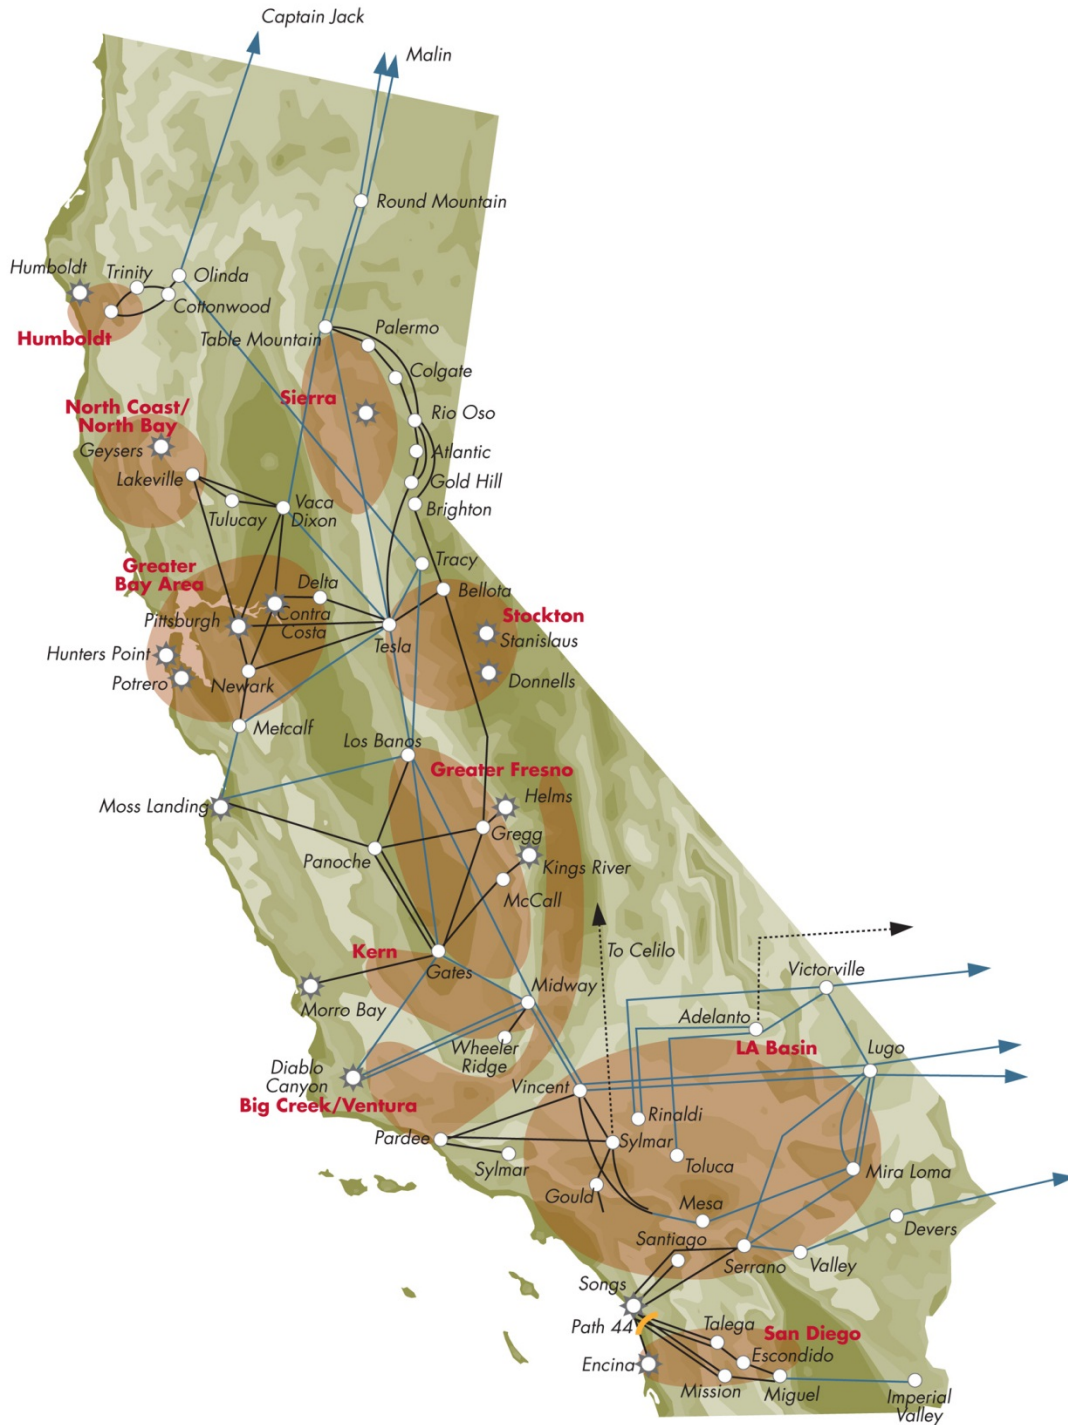 Captain Jack
Malin
Round Mountain
Humboldt
Trinity
Olinda
Cottonwood
Humboldt
Table Mountain
Palermo
Colgate
Sierra
Rio Oso
North Coast/
North Bay
Geysers
Lakeville
Atlantic
Gold Hill
Tulucay
Vaca
Dixon
Brighton
Greater
Bay Area
Delta
Tracy
Bellota
Pittsburgh
Contra
Costa
Tesla
Stockton
Stanislaus
Hunters Point
Potrero
Newark
Donnells
Metcalf
Los Banos
Greater Fresno
Moss Landing
Helms
Gregg
Panoche
Kings River
McCall
Kern
Gates
To Celilo
Morro Bay
Midway
Victorville
Adelanto
LA Basin
Wheeler
Ridge
Lugo
Diablo
Canyon
Vincent
Big Creek/Ventura
Rinaldi
Pardee
Sylmar
Sylmar
Toluca
Mira Loma
Gould
Mesa
Santiago
Devers
Serrano
Valley
Songs
Path 44
Talega
San Diego
Encina
Escondido
Mission
Miguel
Imperial
Valley